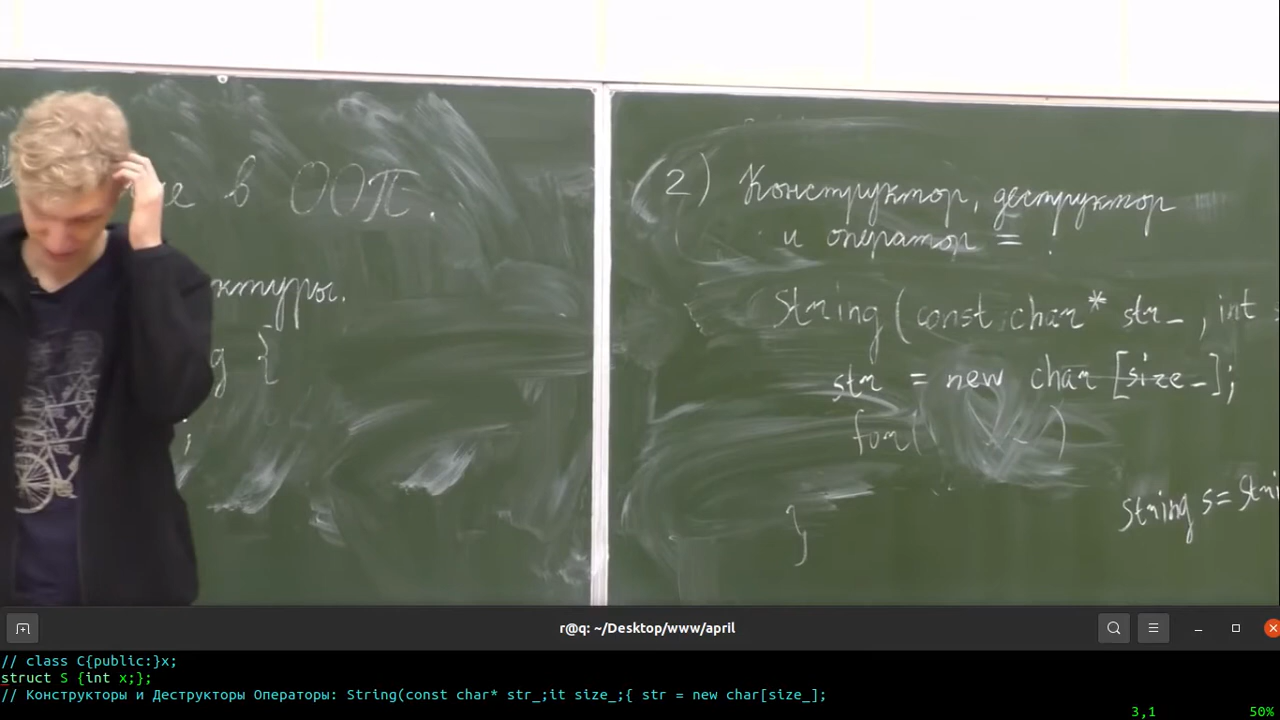 в ООП.
ктуры.
{
;
2) Конструктор, деструктор
и оператор = .
String (const char* str_, int
str = new char [size_];
for(   )
}
String s = Stri
r@q: ~/Desktop/www/april
// class C{public:}x;
struct S {int x;};
// Конструкторы и Деструкторы Операторы: String(const char* str_;it size_;{ str = new char[size_];
3,1 50%